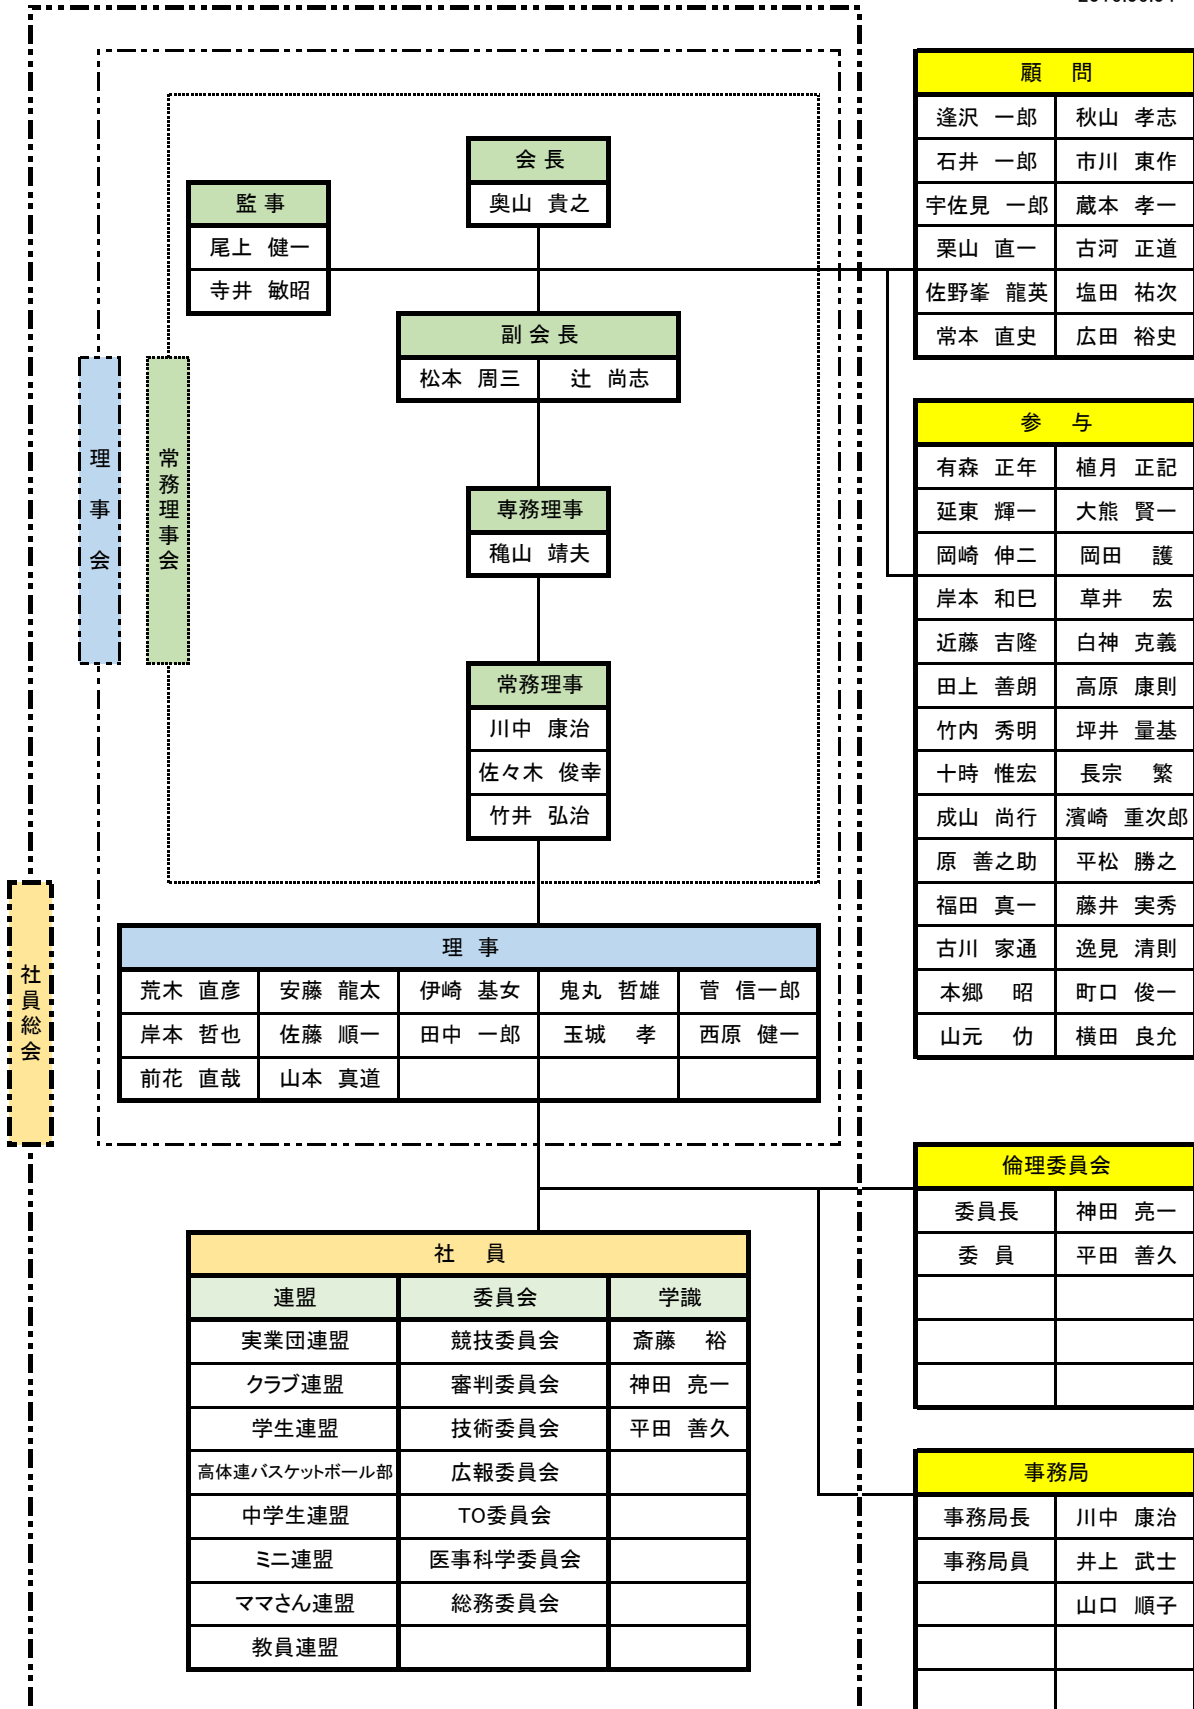 会 長
奥山 貴之
監 事
尾上 健一
寺井 敏昭
副 会 長
松本 周三 辻 尚志
専務理事
穐山 靖夫
常務理事
川中 康治
佐々木 俊幸
竹井 弘治
理事会
常務理事会
社員総会
理 事
荒木 直彦 安藤 龍太 伊崎 基女 鬼丸 哲雄 菅 信一郎
岸本 哲也 佐藤 順一 田中 一郎 玉城 孝 西原 健一
前花 直哉 山本 真道
社 員
連盟 委員会 学識
実業団連盟 競技委員会 斎藤 裕
クラブ連盟 審判委員会 神田 亮一
学生連盟 技術委員会 平田 善久
高体連バスケットボール部 広報委員会
中学生連盟 TO委員会
ミニ連盟 医事科学委員会
ママさん連盟 総務委員会
教員連盟
顧 問
逢沢 一郎 秋山 孝志
石井 一郎 市川 東作
宇佐見 一郎 蔵本 孝一
栗山 直一 古河 正道
佐野峯 龍英 塩田 祐次
常本 直史 広田 裕史
参 与
有森 正年 植月 正記
延東 輝一 大熊 賢一
岡崎 伸二 岡田 護
岸本 和巳 草井 宏
近藤 吉隆 白神 克義
田上 善朗 高原 康則
竹内 秀明 坪井 量基
十時 惟宏 長宗 繁
成山 尚行 濱崎 重次郎
原 善之助 平松 勝之
福田 真一 藤井 実秀
古川 家通 逸見 清則
本郷 昭 町口 俊一
山元 仂 横田 良允
倫理委員会
委員長 神田 亮一
委 員 平田 善久
事務局
事務局長 川中 康治
事務局員 井上 武士
山口 順子